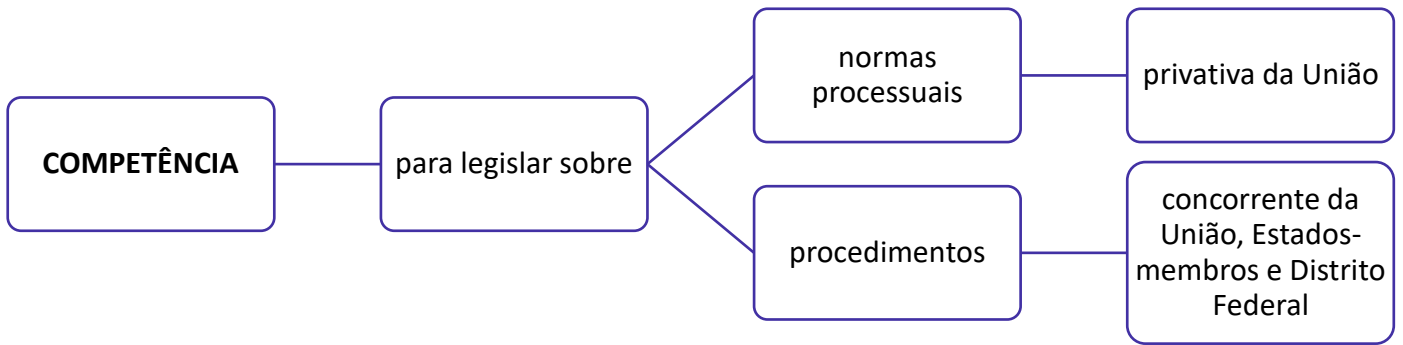 COMPETÊNCIA
para legislar sobre
normas
processuais
privativa da União
procedimentos
concorrente da
União, Estados-
membros e Distrito
Federal